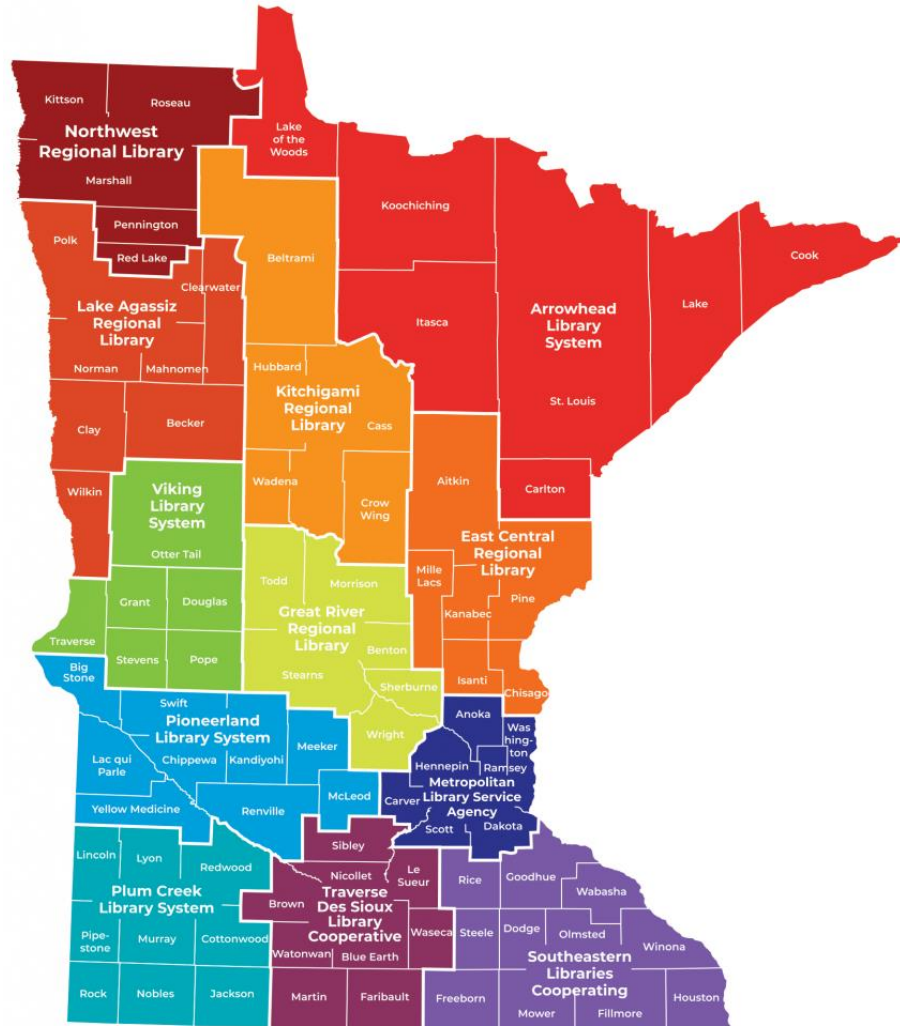 Kittson
Roseau
Northwest
Regional Library
Marshall
Pennington
Red Lake
Lake
of the
Woods
Koochiching
Itasca
Arrowhead
Library
System
St. Louis
Lake
Cook
Carlton
Polk
Clearwater
Lake Agassiz
Regional
Library
Norman
Mahnomen
Clay
Becker
Wilkin
Beltrami
Hubbard
Kitchigami
Regional
Library
Cass
Wadena
Crow
Wing
Aitkin
East Central
Regional
Library
Mille
Lacs
Pine
Kanabec
Isanti
Chisago
Viking
Library
System
Otter Tail
Grant
Douglas
Traverse
Stevens
Pope
Todd
Morrison
Great River
Regional
Library
Benton
Stearns
Sherburne
Wright
Big
Stone
Swift
Pioneerland
Library System
Lac qui
Parle
Chippewa
Kandiyohi
Meeker
Yellow Medicine
Renville
McLeod
Anoka
Was
hing-
ton
Hennepin
Ramsey
Metropolitan
Library Service
Agency
Carver
Scott
Dakota
Lincoln
Lyon
Redwood
Plum Creek
Library System
Pipe-
stone
Murray
Cottonwood
Rock
Nobles
Jackson
Sibley
Nicollet
Le
Sueur
Brown
Traverse
Des Sioux
Library
Cooperative
Waseca
Watonwan
Blue Earth
Martin
Faribault
Rice
Goodhue
Wabasha
Steele
Dodge
Olmsted
Winona
Southeastern
Libraries
Cooperating
Freeborn
Mower
Fillmore
Houston